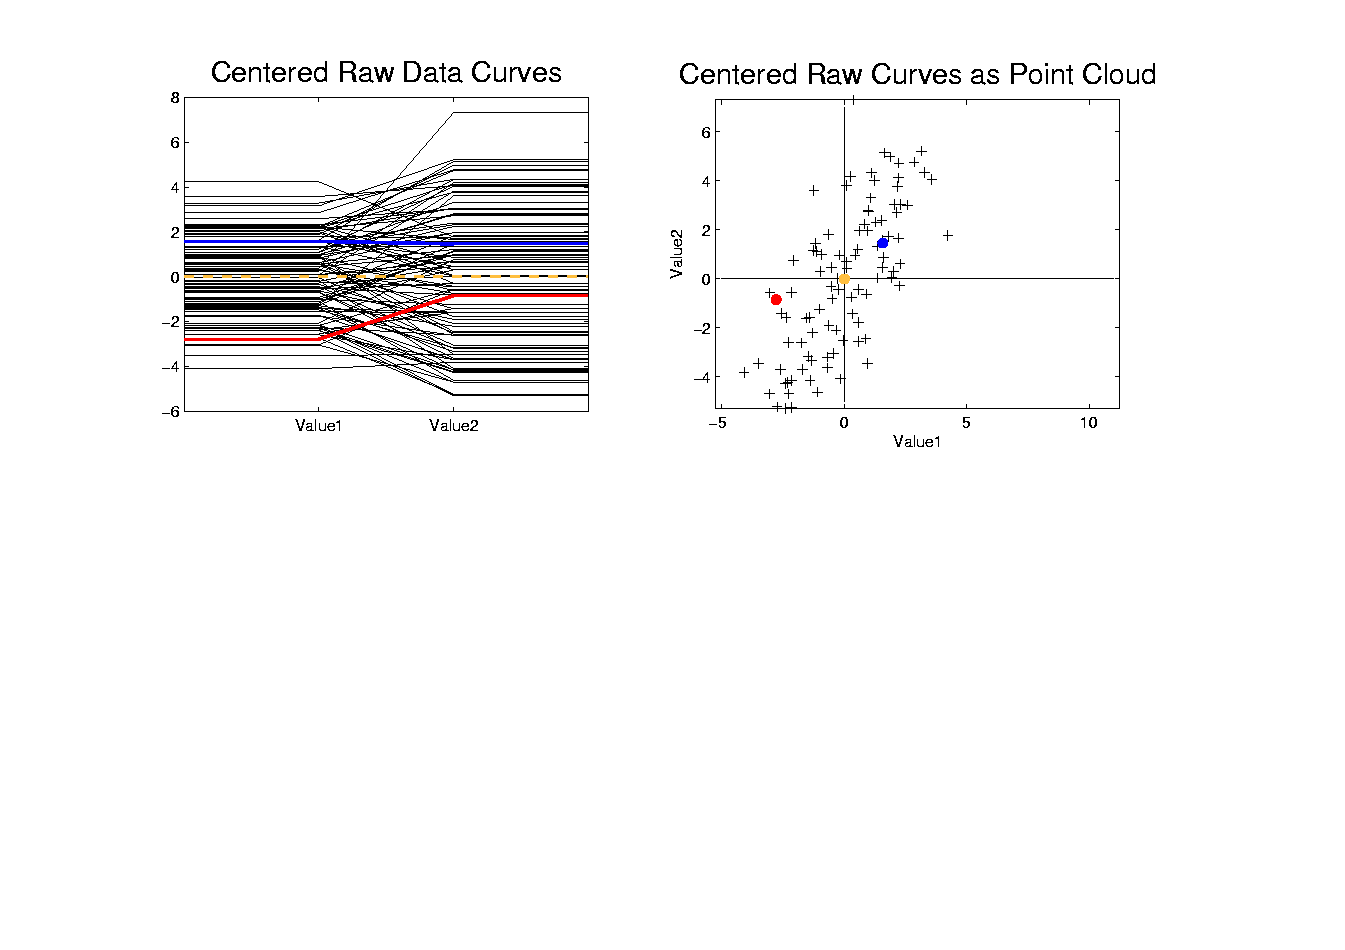 Centered Raw Data Curves
8
6
4
2
0
−2
−4
−6
Value1 Value2
Centered Raw Curves as Point Cloud
Value2
6
4
2
0
−2
−4
−5 0 5 10
Value1